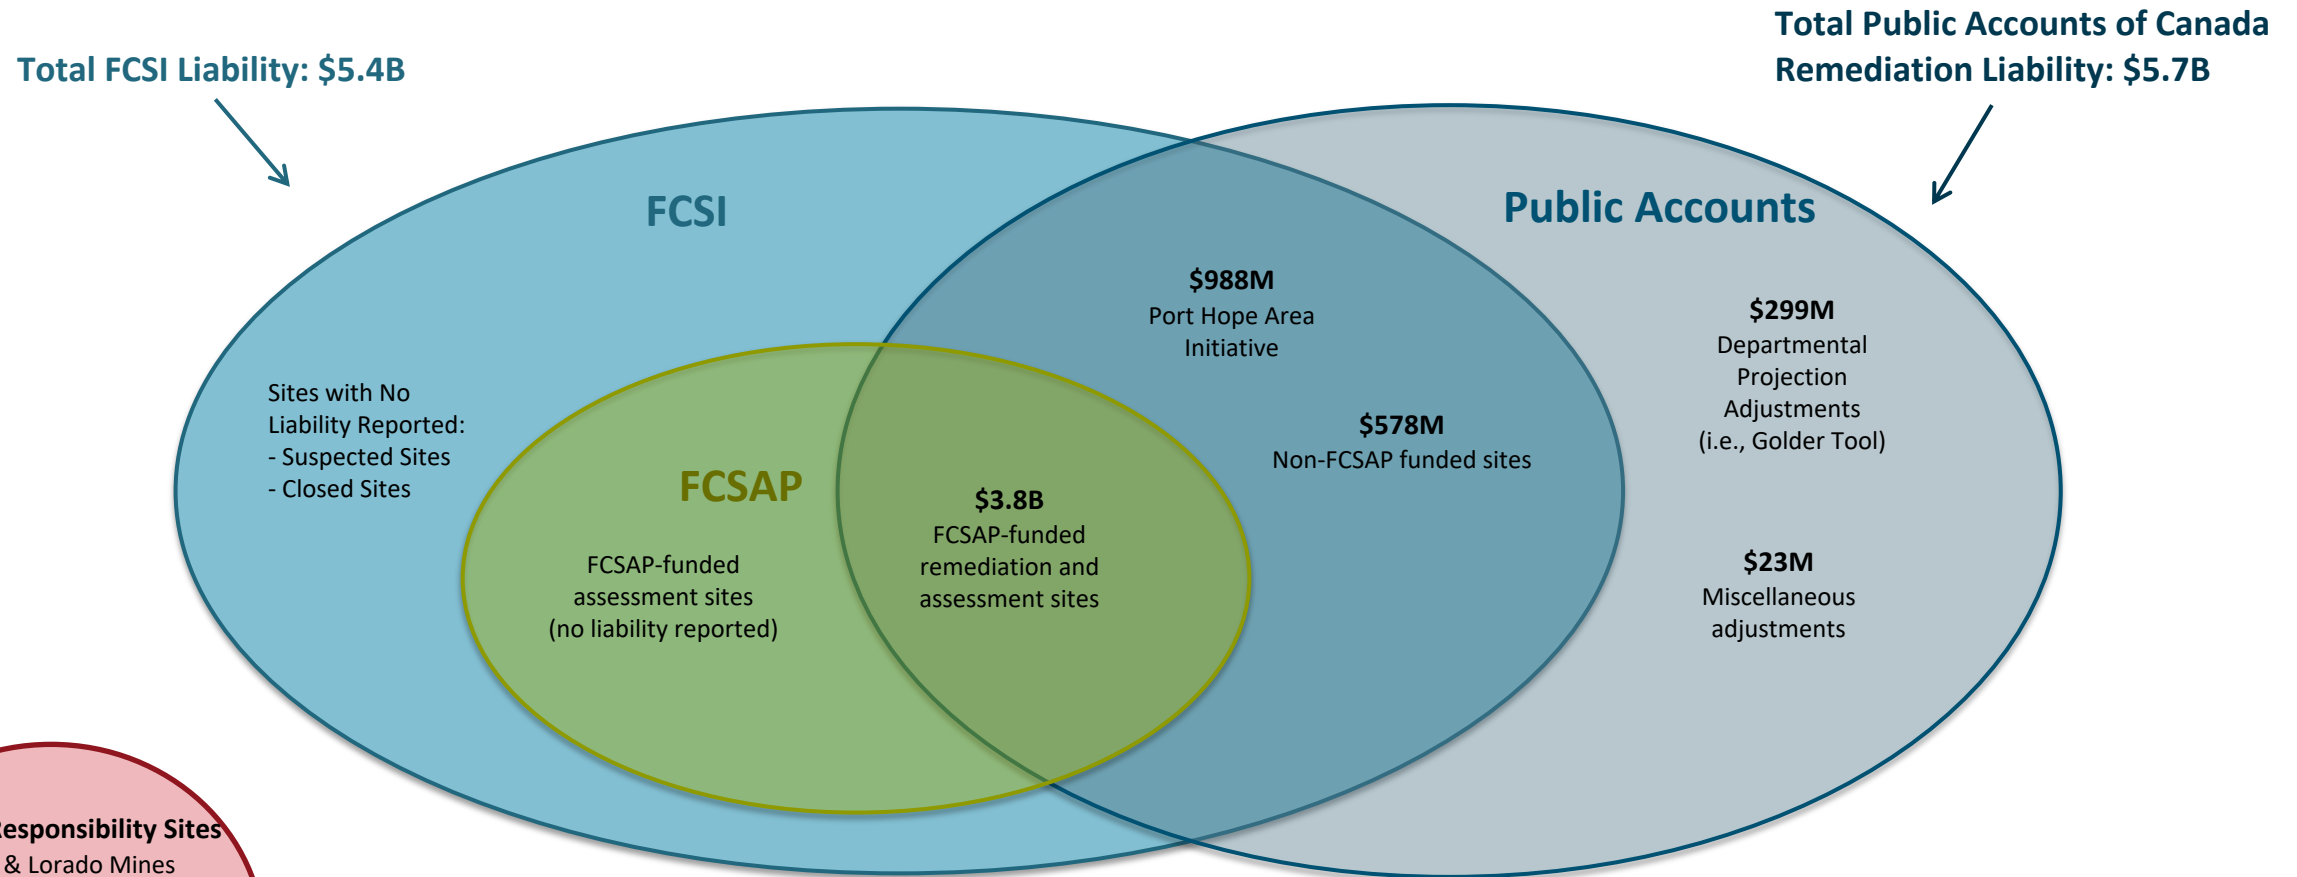 Total Public Accounts of Canada
Remediation Liability: $5.7B
Total FCSI Liability: $5.4B
FCSI
Public Accounts
$988M
Port Hope Area
Initiative
$299M
Departmental
Projection
Adjustments
(i.e., Golder Tool)
Sites with No
Liability Reported:
- Suspected Sites
- Closed Sites
$578M
Non-FCSAP funded sites
FCSAP
$3.8B
FCSAP-funded
remediation and
assessment sites
FCSAP-funded
assessment sites
(no liability reported)
$23M
Miscellaneous
adjustments
Responsibility Sites
& Lorado Mines